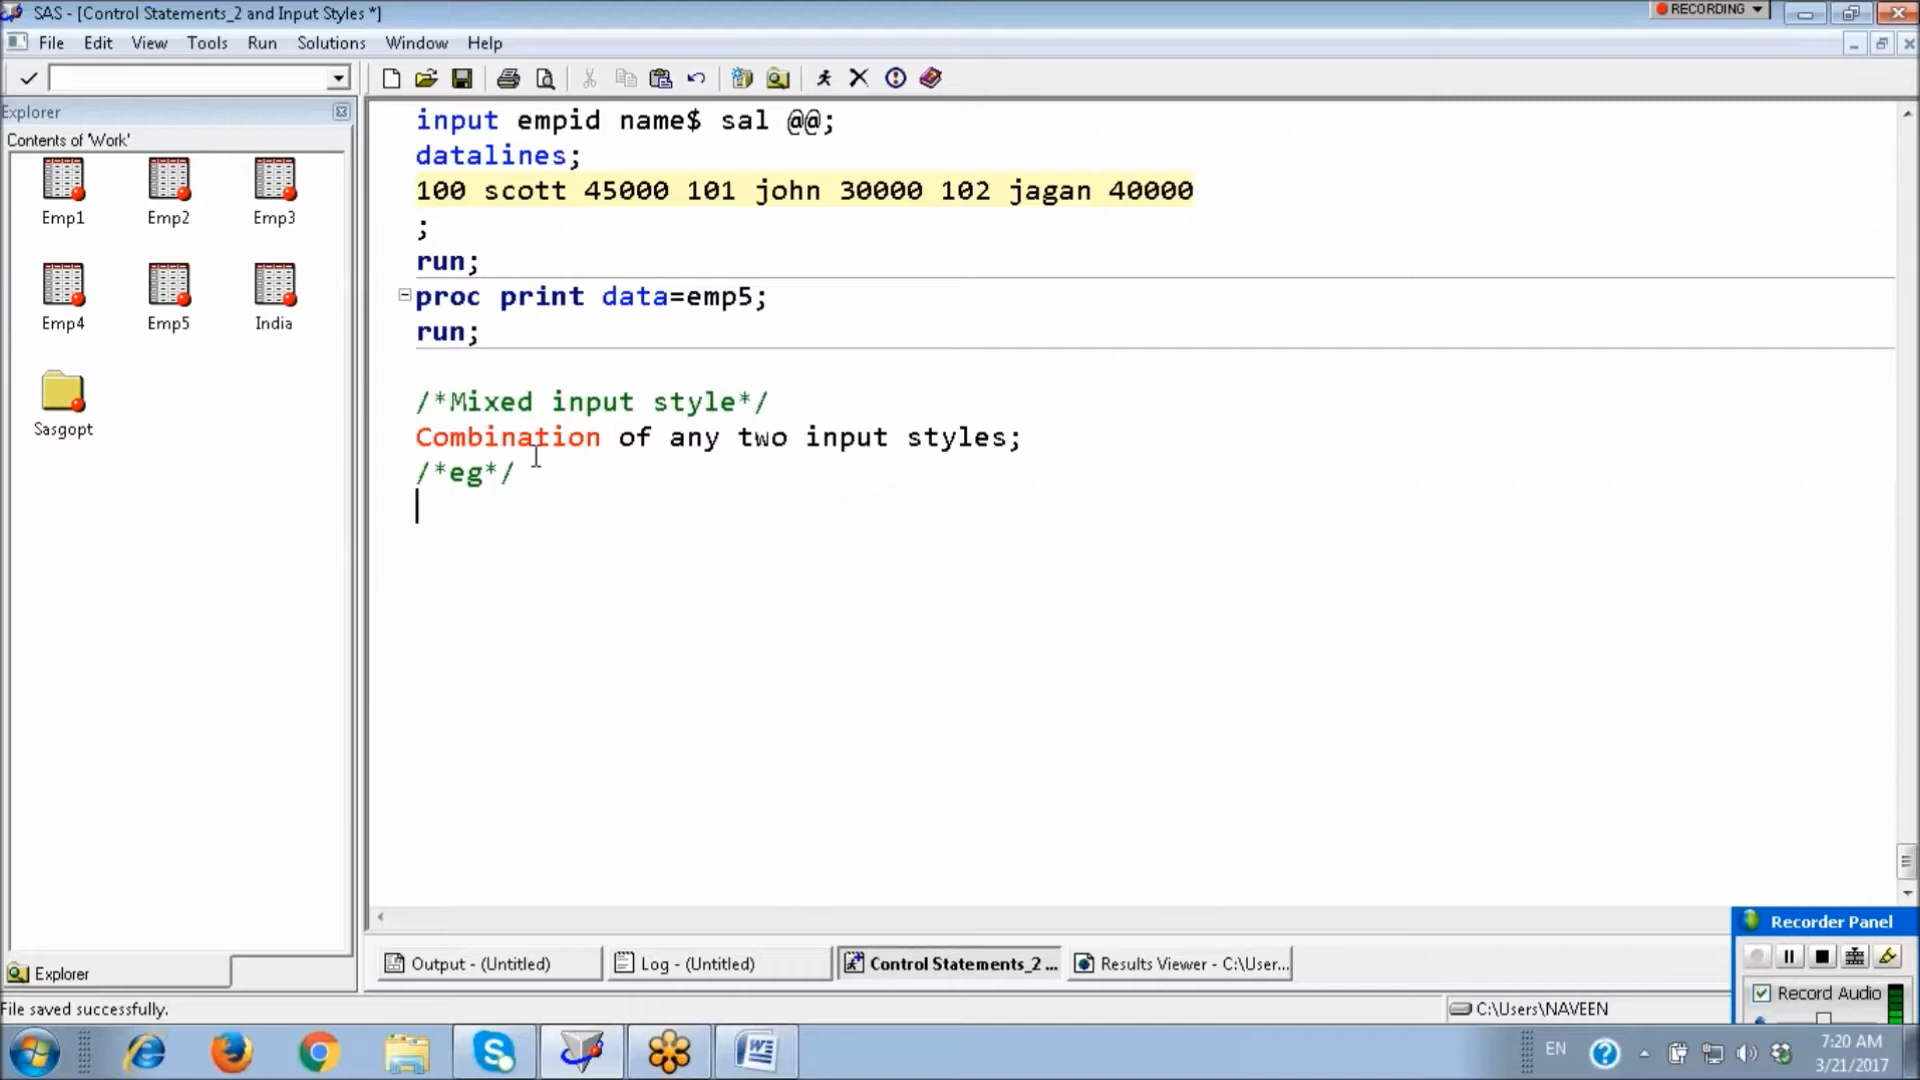 SAS - [Control Statements_2 and Input Styles *]
RECORDING
File Edit View Tools Run Solutions Window Help
Explorer
Contents of 'Work'
Emp1 Emp2 Emp3
Emp4 Emp5 India
Sasgopt
input empid name$ sal @@;
datalines;
100 scott 45000 101 john 30000 102 jagan 40000
;
run;
proc print data=emp5;
run;
/*Mixed input style*/
Combination of any two input styles;
/*eg*/
Recorder Panel
Record Audio
Explorer
Output - (Untitled) Log - (Untitled) Control Statements_2 ... Results Viewer - C:\User...
File saved successfully.
C:\Users\NAVEEN
EN
7:20 AM
3/21/2017